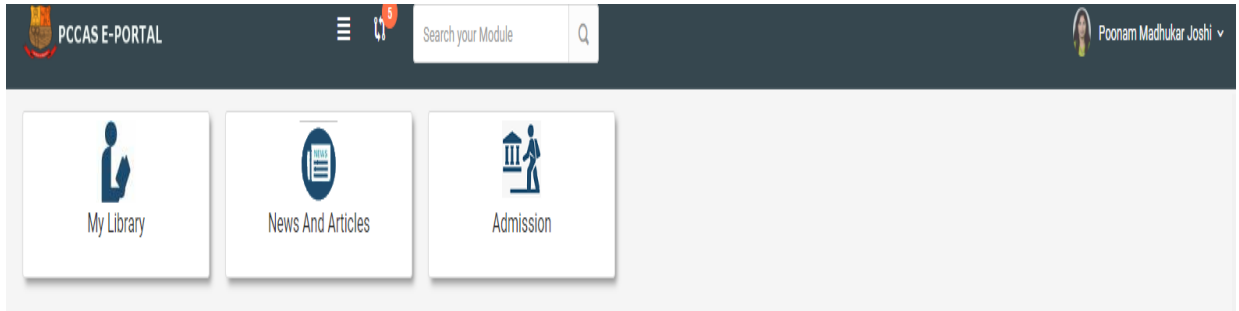 PCCAS E-PORTAL
5
Search your Module
Poonam Madhukar Joshi
My Library
NEWS
News And Articles
Admission